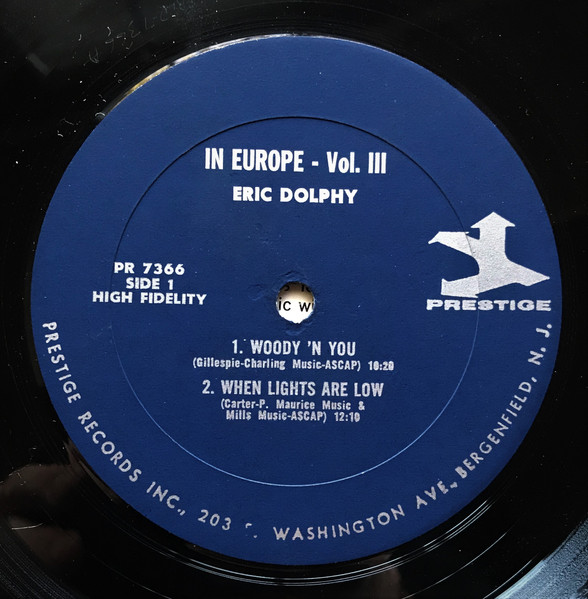 IN EUROPE - Vol. III
ERIC DOLPHY
PR 7366
SIDE 1
HIGH FIDELITY
PRESTIGE
IC W
1. WOODY 'N YOU
(Gillespie-Charling Music-ASCAP) 10:20
2. WHEN LIGHTS ARE LOW
(Carter-P. Maurice Music &
Mills Music-ASCAP) 12:10
PRESTIGE RECORDS INC., 203 S. WASHINGTON AVE., BERGENFIELD, N. J.